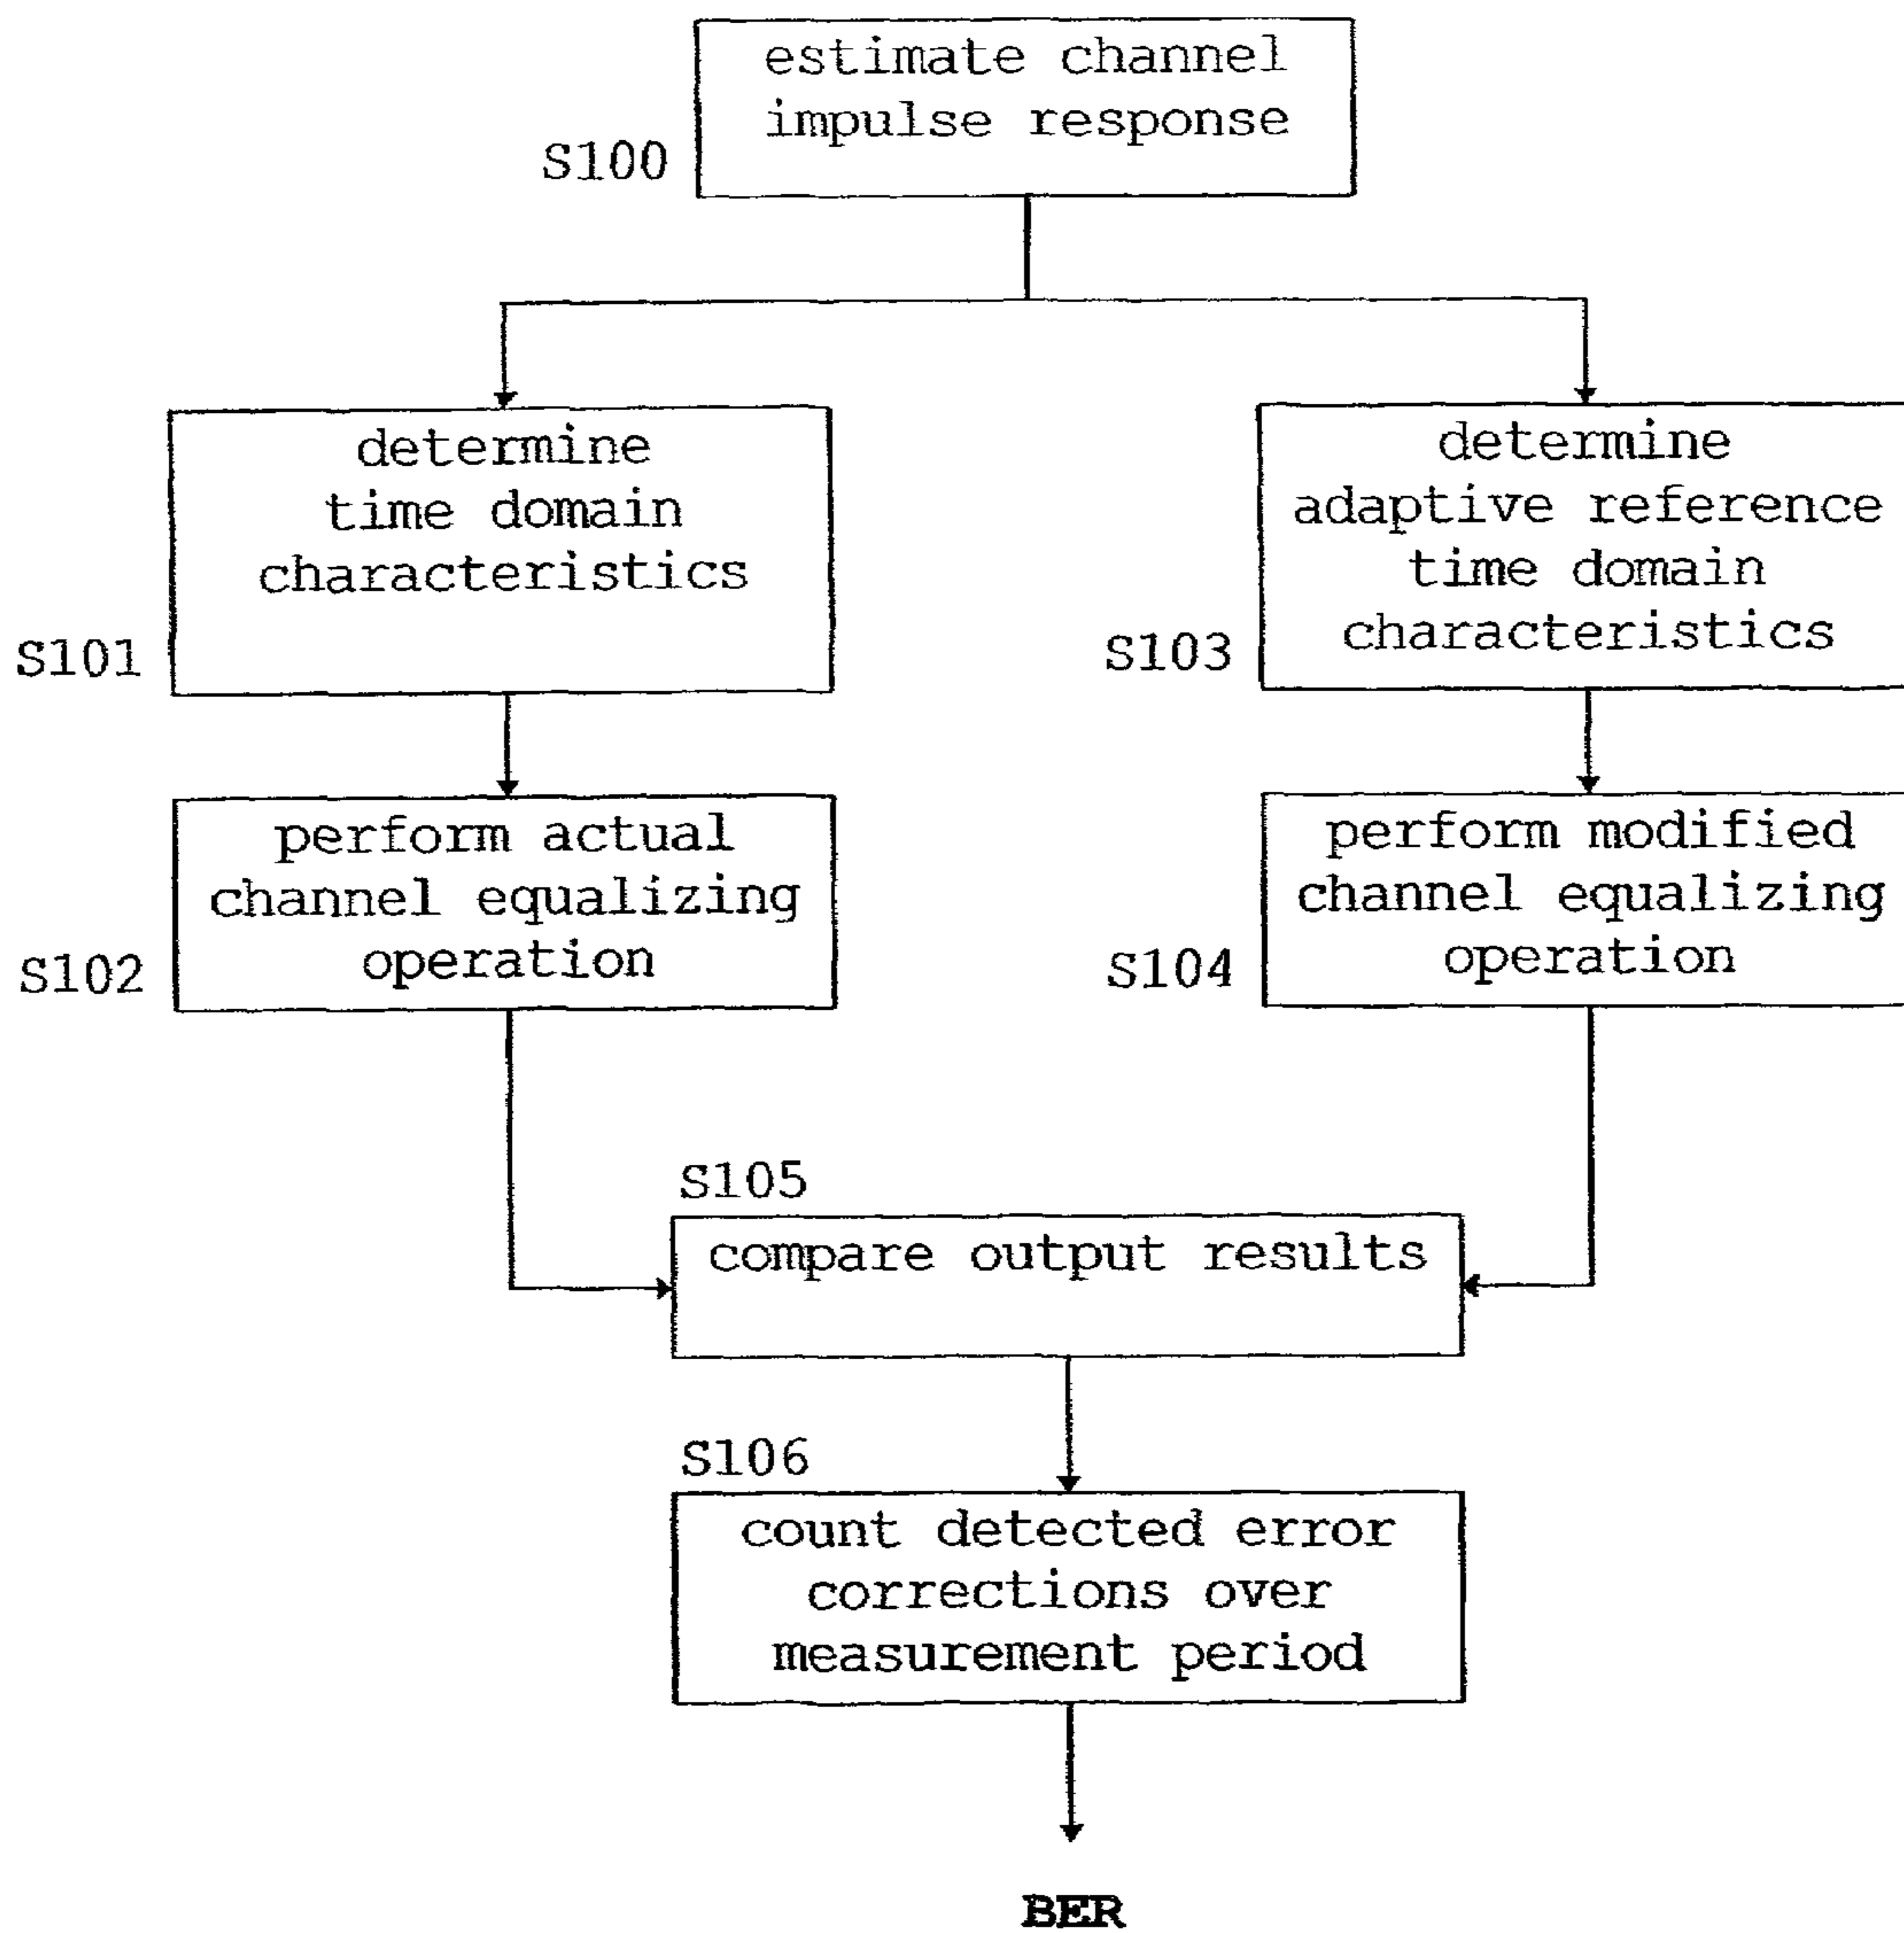 estimate channel
impulse response
S100
determine
time domain
characteristics
S101
determine
adaptive reference
time domain
characteristics
S103
perform actual
channel equalizing
operation
S102
perform modified
channel equalizing
operation
S104
S105
compare output results
S106
count detected error
corrections over
measurement period
BER